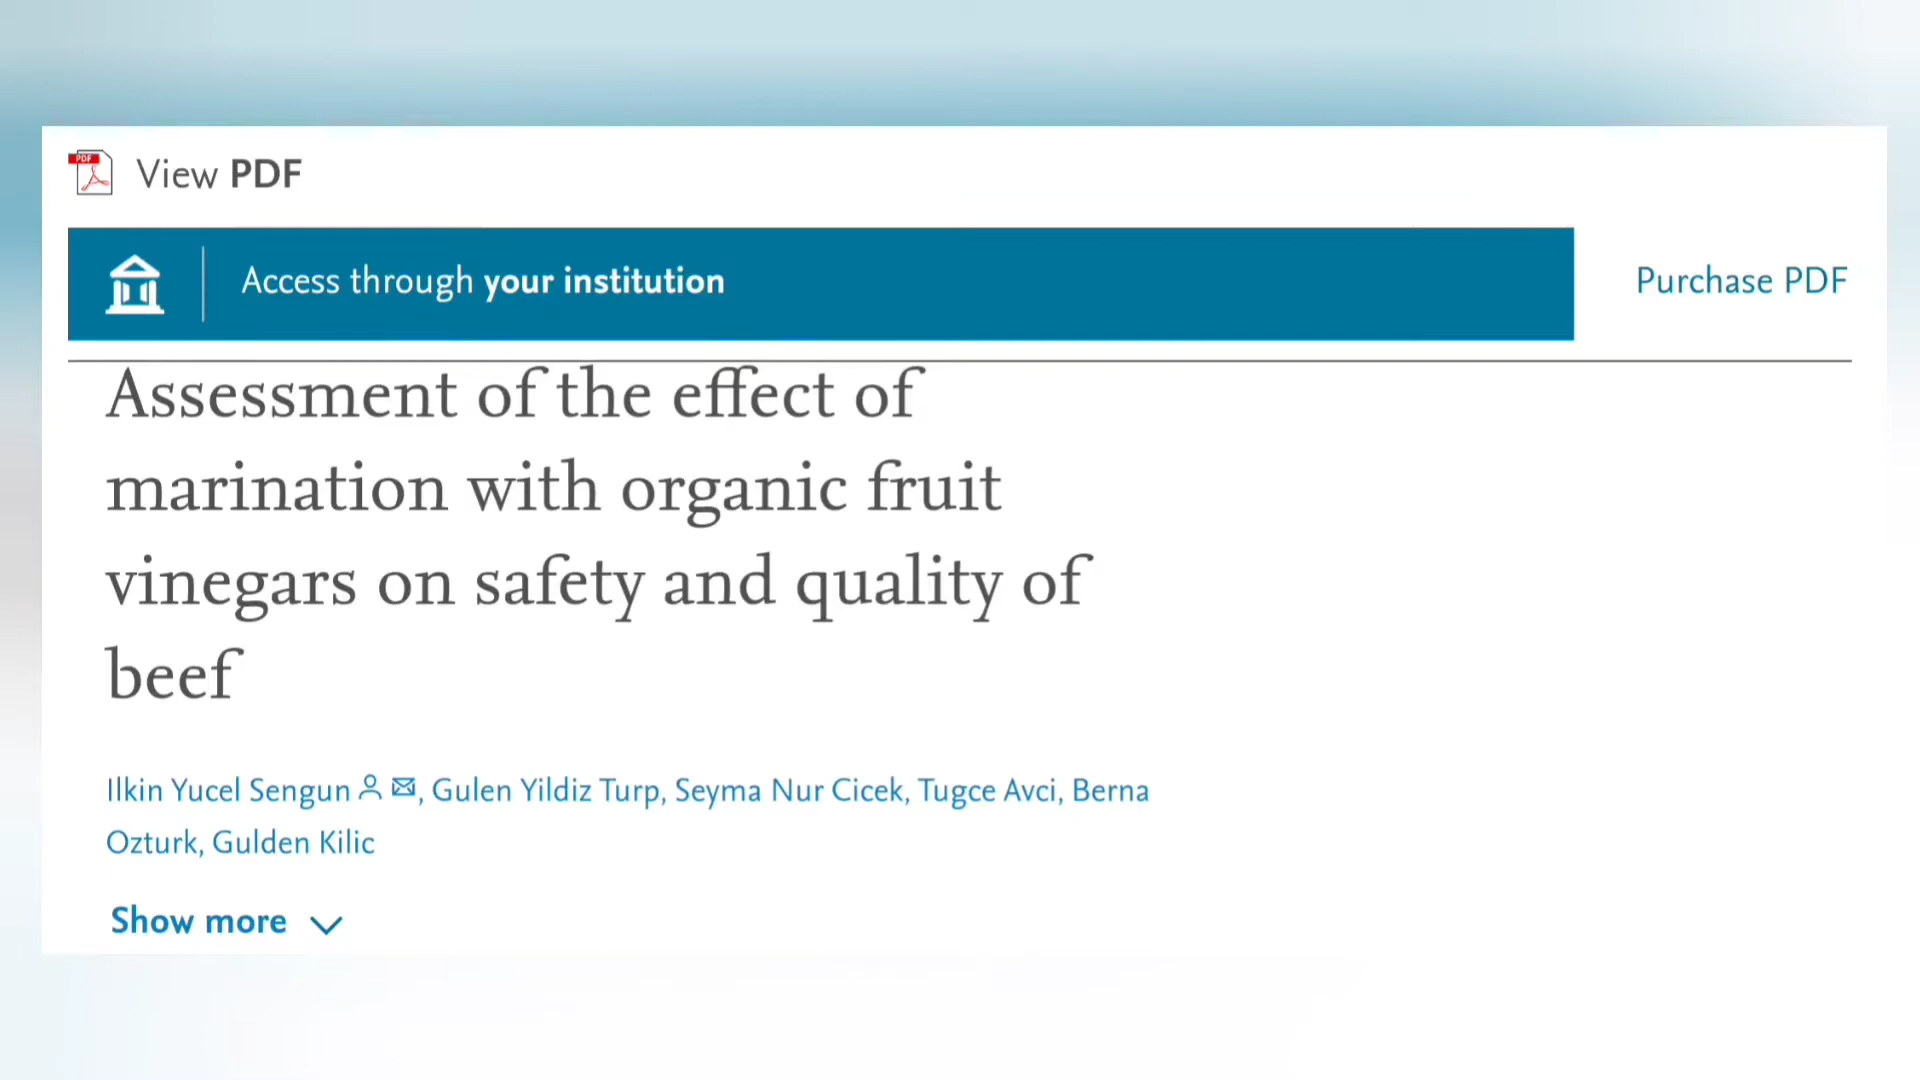 PDF
View PDF
Access through your institution
Purchase PDF
Assessment of the effect of
marination with organic fruit
vinegars on safety and quality of
beef
Ilkin Yucel Sengun, Gulen Yildiz Turp, Seyma Nur Cicek, Tugce Avci, Berna
Ozturk, Gulden Kilic
Show more